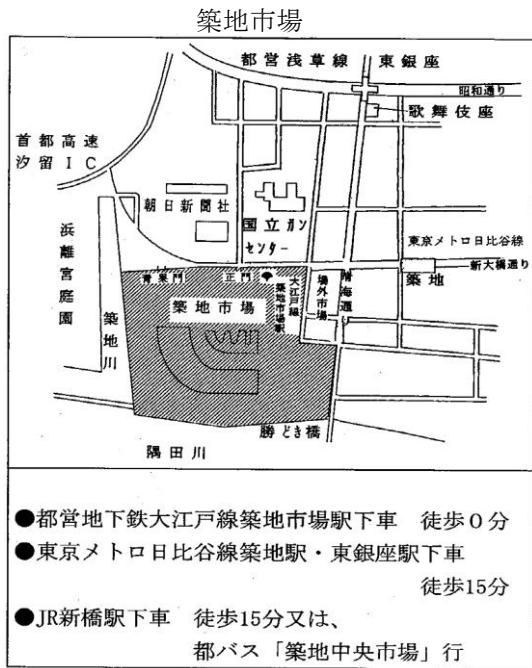 築地市場
都営浅草線
東銀座
昭和通り
歌舞伎座
首都高速
汐留IC
朝日新聞社
国立ガン
センター
東京メトロ日比谷線
新大橋通り
築地
浜離宮庭園
築地川
青果門
正門
築地市場
大江戸線
築地市場駅
場外市場
晴海通り
勝どき橋
隅田川
●都営地下鉄大江戸線築地市場駅下車 徒歩0分
●東京メトロ日比谷線築地駅・東銀座駅下車
徒歩15分
●JR新橋駅下車 徒歩15分又は、
都バス「築地中央市場」行